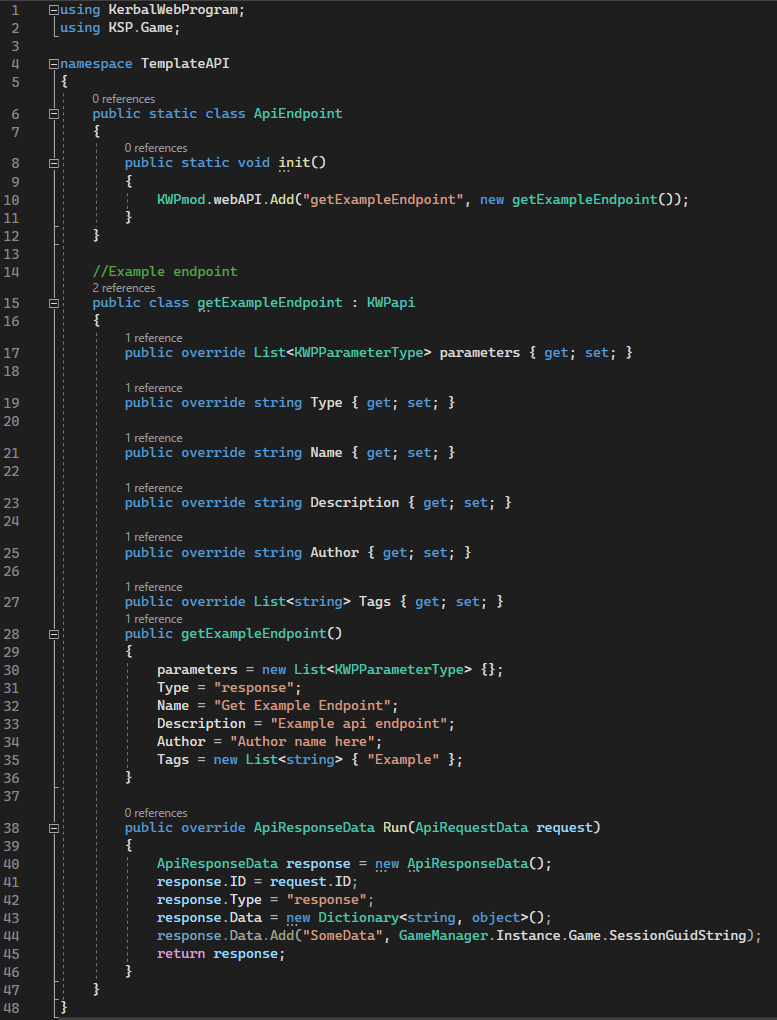 1 using KerbalWebProgram;
2 using KSP.Game;
3
4 namespace TemplateAPI
5 {
0 references
6 public static class ApiEndpoint
7 {
0 references
8 public static void init()
9 {
10 KWPmod.webAPI.Add("getExampleEndpoint", new getExampleEndpoint());
11 }
12 }
13
14 //Example endpoint
2 references
15 public class getExampleEndpoint : KWPapi
16 {
1 reference
17 public override List<KWPParameterType> parameters { get; set; }
18
1 reference
19 public override string Type { get; set; }
20
1 reference
21 public override string Name { get; set; }
22
1 reference
23 public override string Description { get; set; }
24
1 reference
25 public override string Author { get; set; }
26
1 reference
27 public override List<string> Tags { get; set; }
1 reference
28 public getExampleEndpoint()
29 {
30 parameters = new List<KWPParameterType> {};
31 Type = "response";
32 Name = "Get Example Endpoint";
33 Description = "Example api endpoint";
34 Author = "Author name here";
35 Tags = new List<string> { "Example" };
36 }
37
0 references
38 public override ApiResponseData Run(ApiRequestData request)
39 {
40 ApiResponseData response = new ApiResponseData();
41 response.ID = request.ID;
42 response.Type = "response";
43 response.Data = new Dictionary<string, object>();
44 response.Data.Add("SomeData", GameManager.Instance.Game.SessionGuidString);
45 return response;
46 }
47 }
48 }